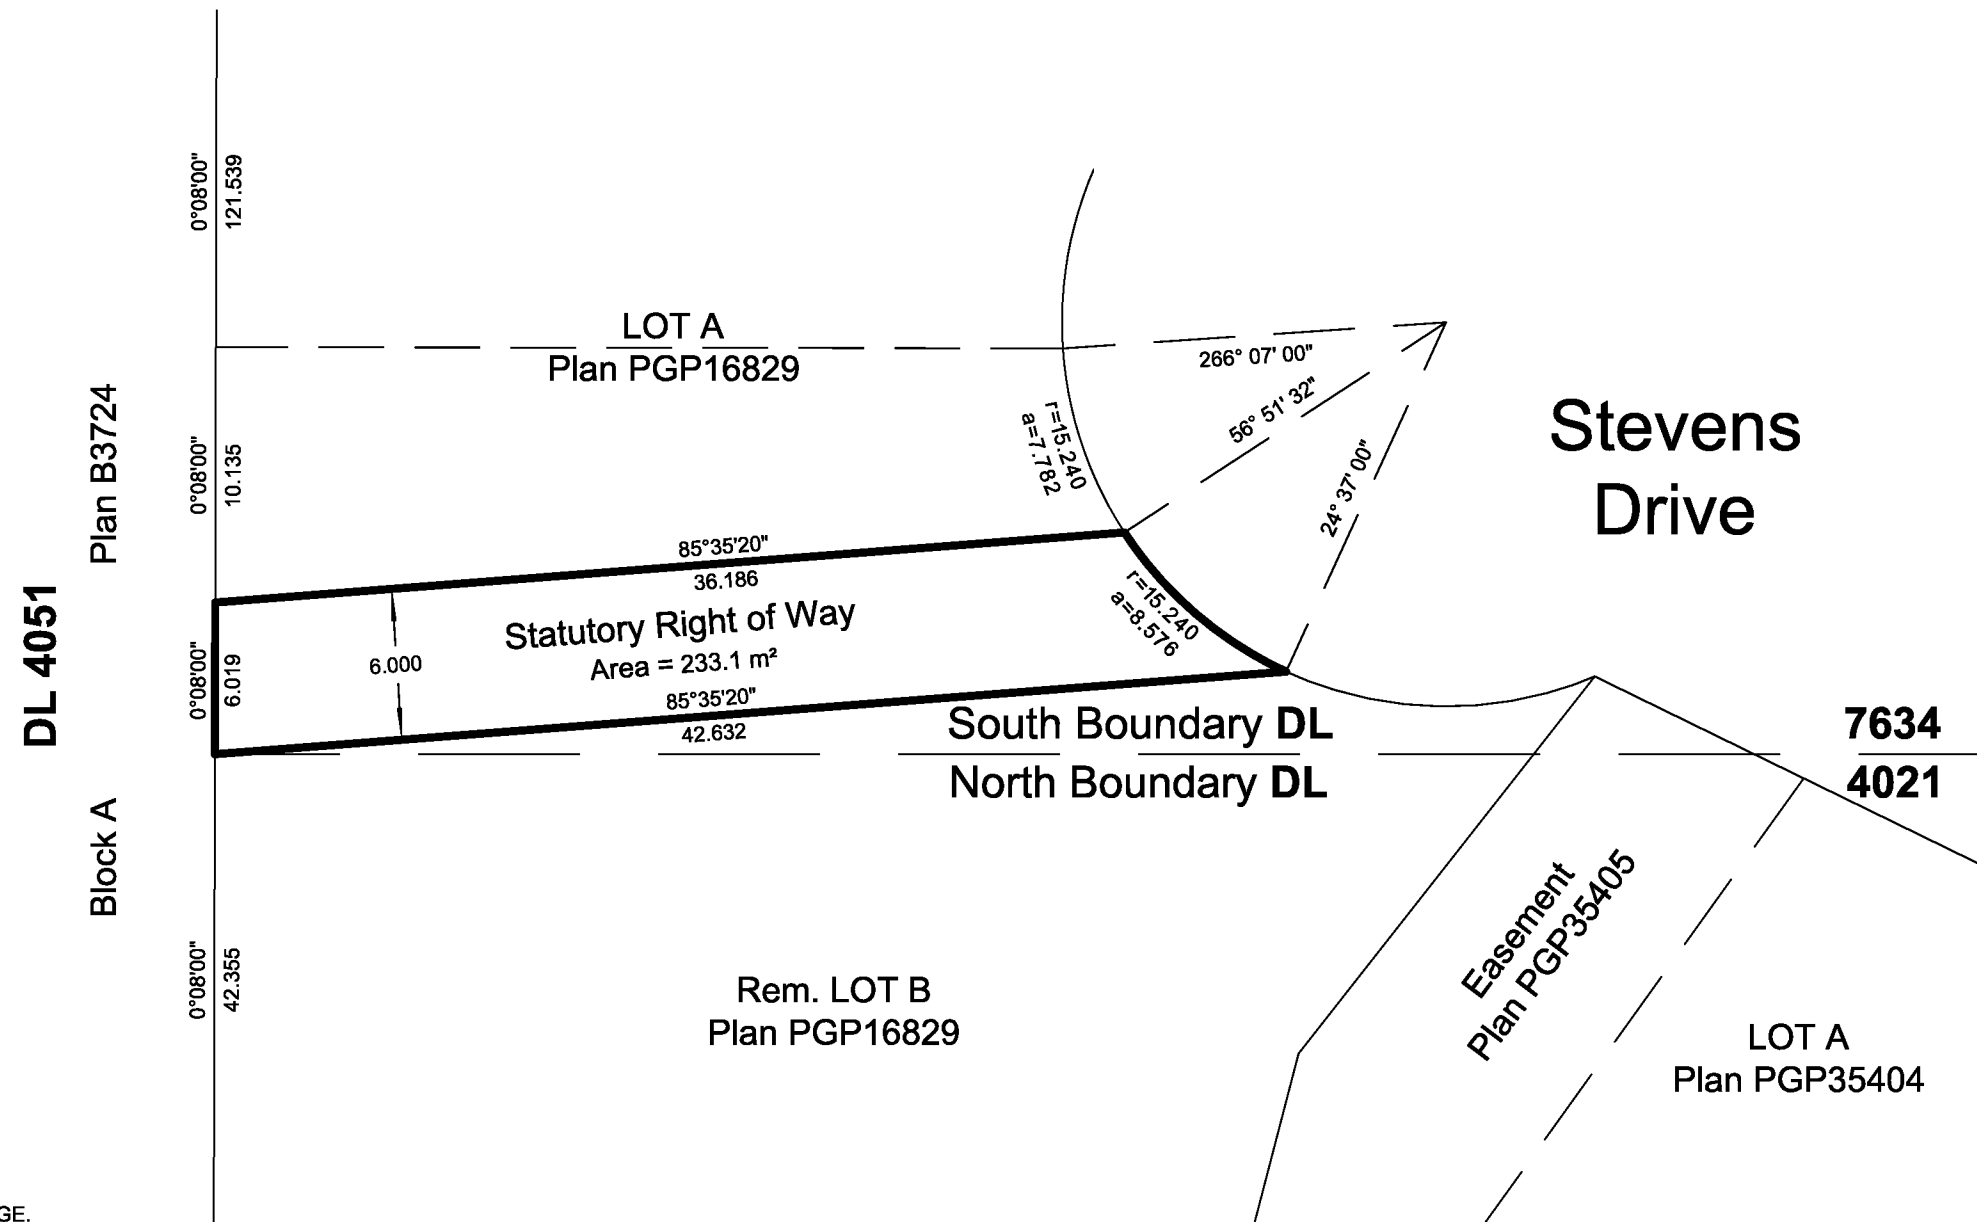 0°08'00"
121.539
LOT A
Plan PGP16829
266° 07' 00"
56° 51' 32"
24° 37' 00"
Stevens
Drive
r=15.240
a=7.782
Plan B3724
0°08'00"
10.135
85°35'20"
36.186
r=15.240
a=8.576
DL 4051
0°08'00"
6.019
6.000
Statutory Right of Way
Area = 233.1 m²
85°35'20"
42.632
South Boundary DL
7634
North Boundary DL
4021
Block A
0°08'00"
42.355
Easement
Plan PGP35405
Rem. LOT B
Plan PGP16829
LOT A
Plan PGP35404
GE.